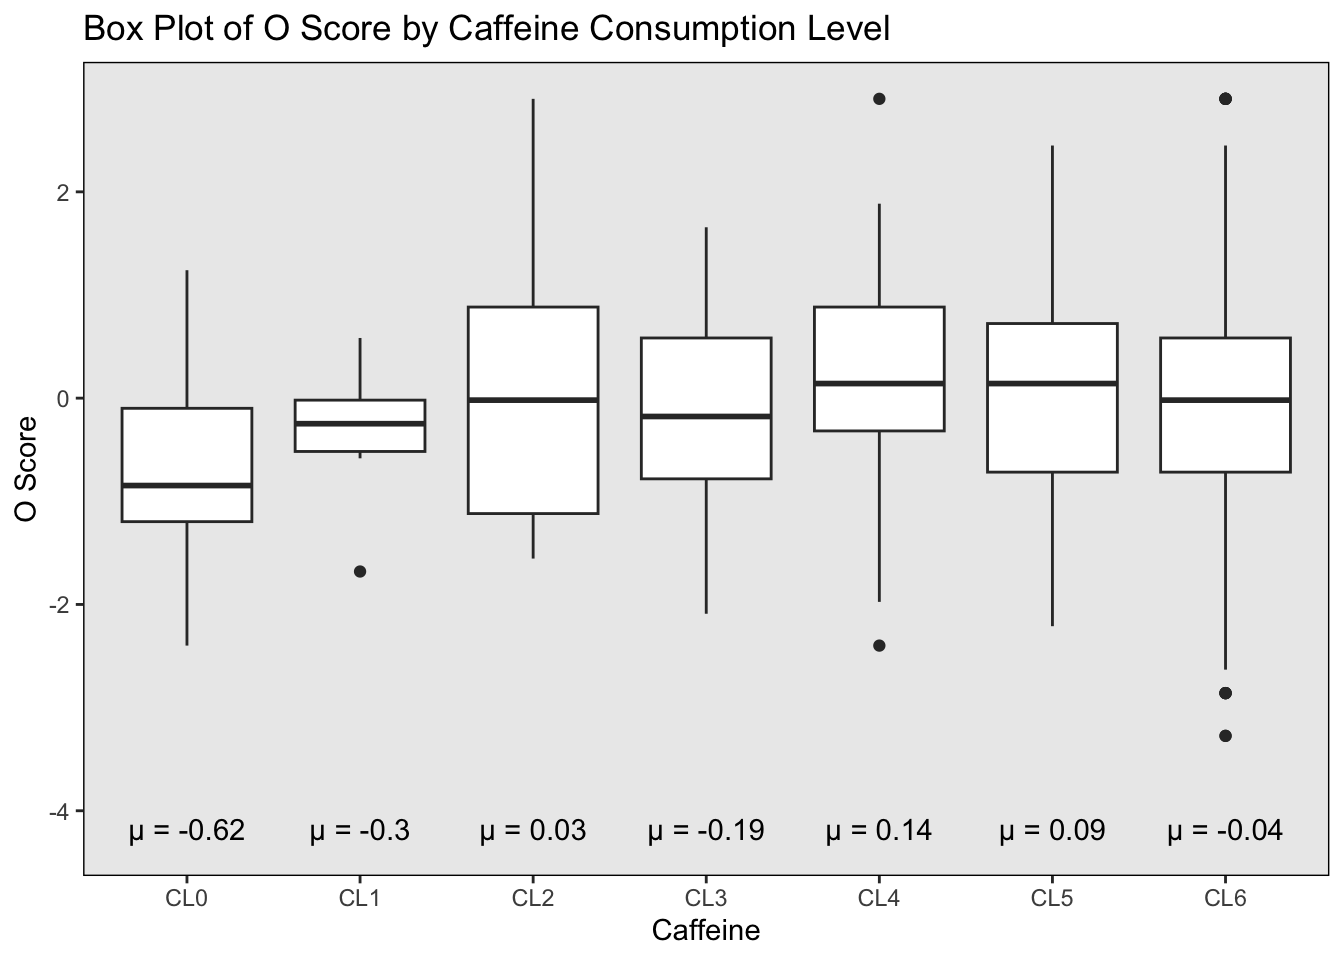 Box Plot of O Score by Caffeine Consumption Level
O Score
2
0
-2
-4
μ = -0.62 μ = -0.3 μ = 0.03 μ = -0.19 μ = 0.14 μ = 0.09 μ = -0.04
CL0 CL1 CL2 CL3 CL4 CL5 CL6
Caffeine